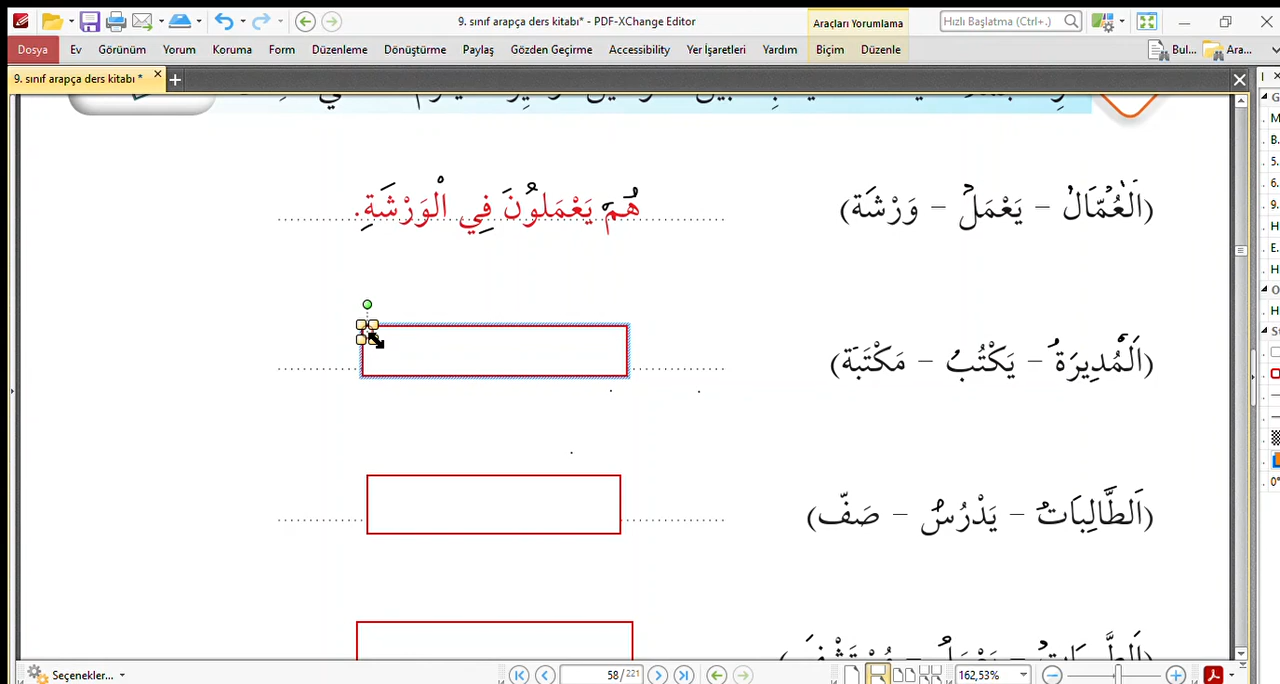 9. sınıf arapça ders kitabı* - PDF-XChange Editor
Araçları Yorumlama
Hızlı Başlatma (Ctrl+.)
Dosya Ev Görünüm Yorum Koruma Form Düzenleme Dönüştürme Paylaş Gözden Geçirme Accessibility Yer İşaretleri Yardım Biçim Düzenle Bul... Ara...
9. sınıf arapça ders kitabı *
(اَلْعُمَّالُ – يَعْمَلُ – وَرْشَة) هُمْ يَعْمَلُونَ فِي الْوَرْشَةِ.
(اَلْمُدِيرَةُ – يَكْتُبُ – مَكْتَبَة)
(اَلطَّالِبَاتُ – يَدْرُسُ – صَفّ)
Seçenekler...
58 / 221
162,53%